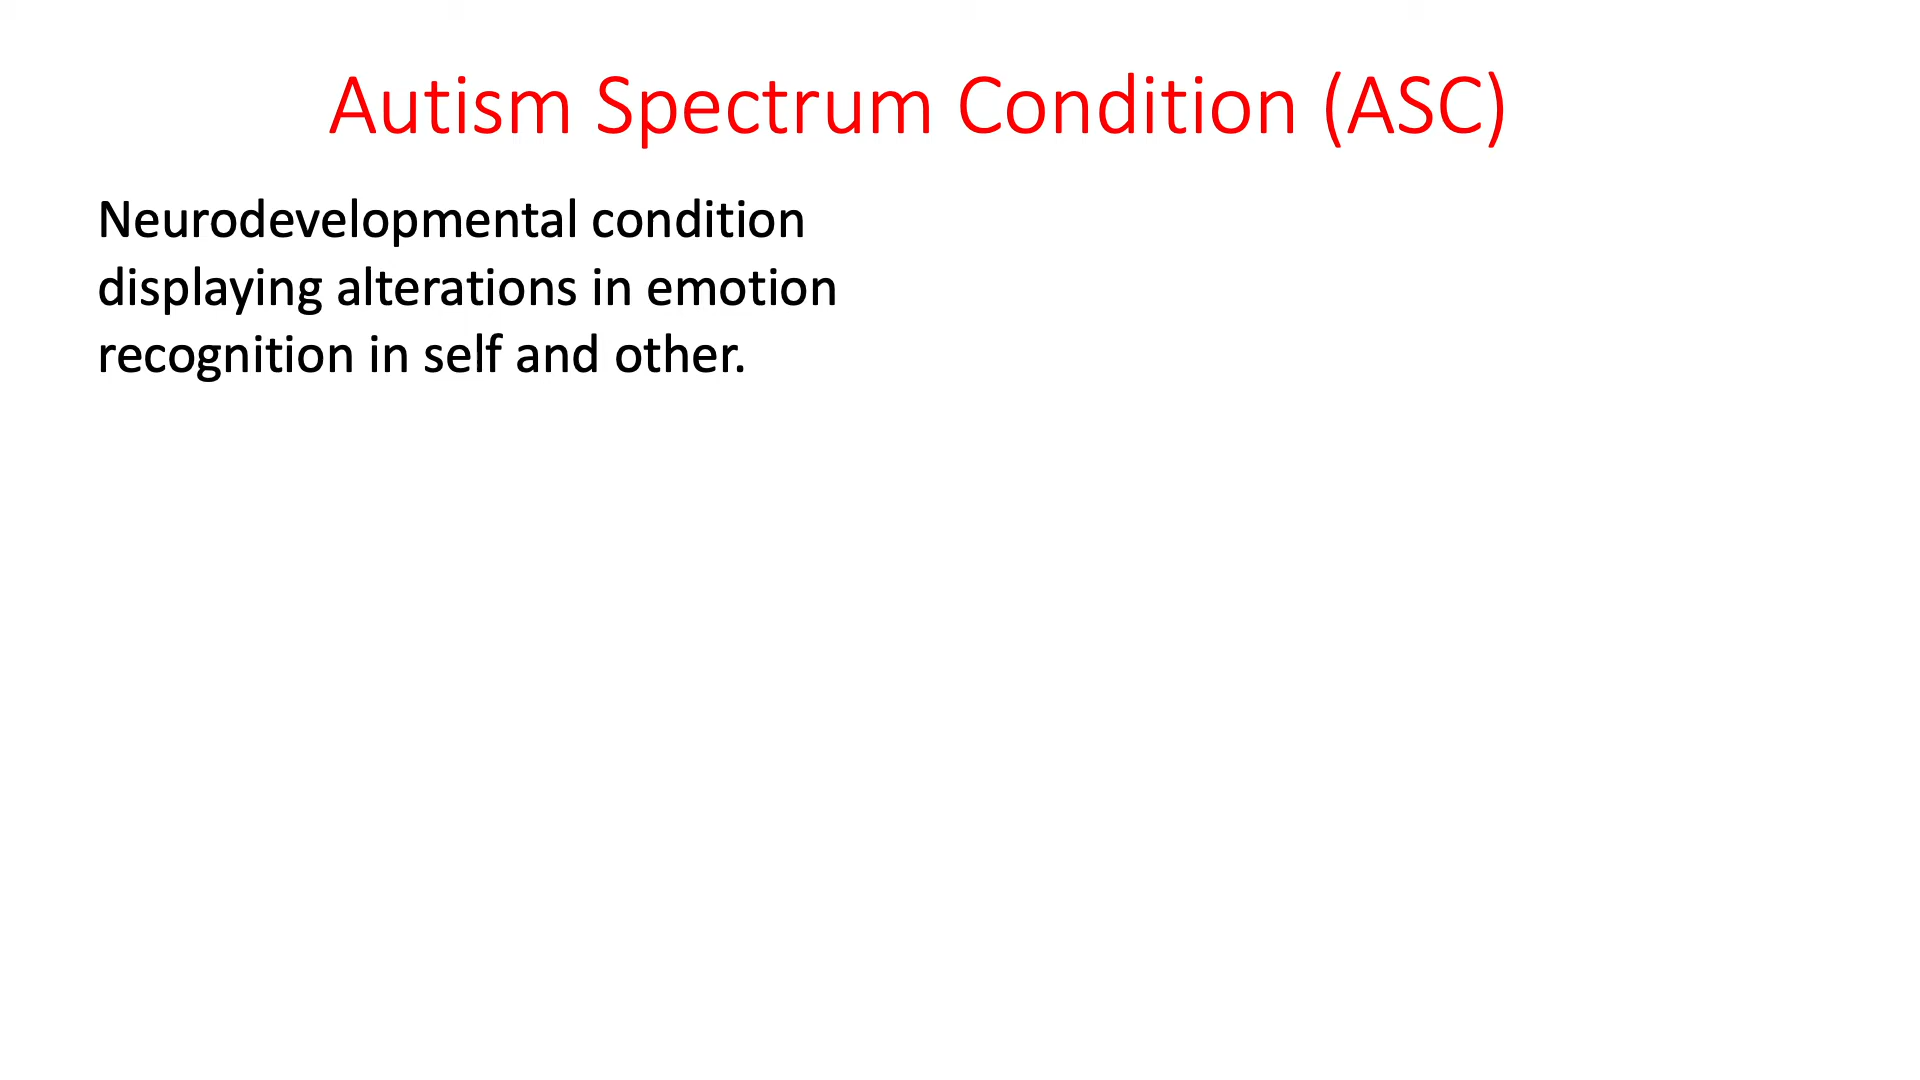 Autism Spectrum Condition (ASC)
Neurodevelopmental condition
displaying alterations in emotion
recognition in self and other.